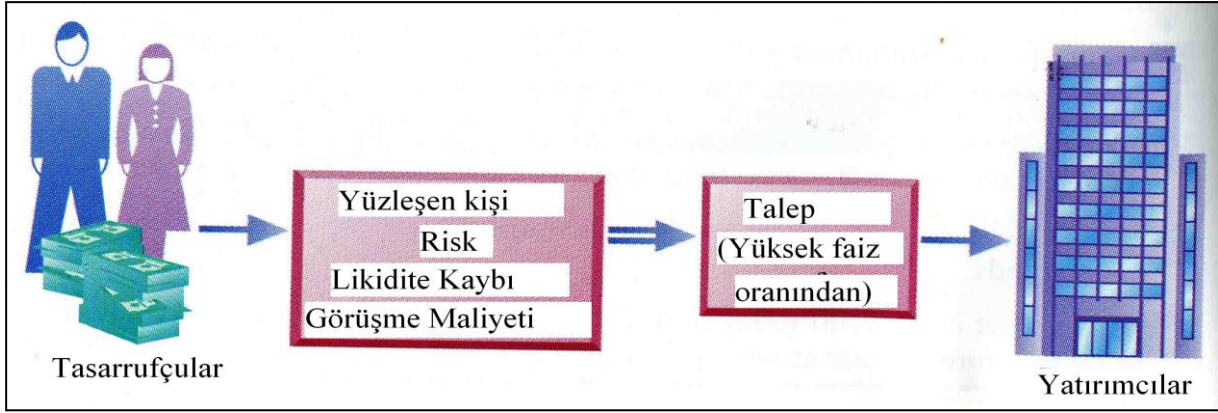 Tasarrufçular
Yüzleşen kişi
Risk
Likidite Kaybı
Görüşme Maliyeti
Talep
(Yüksek faiz
oranından)
Yatırımcılar